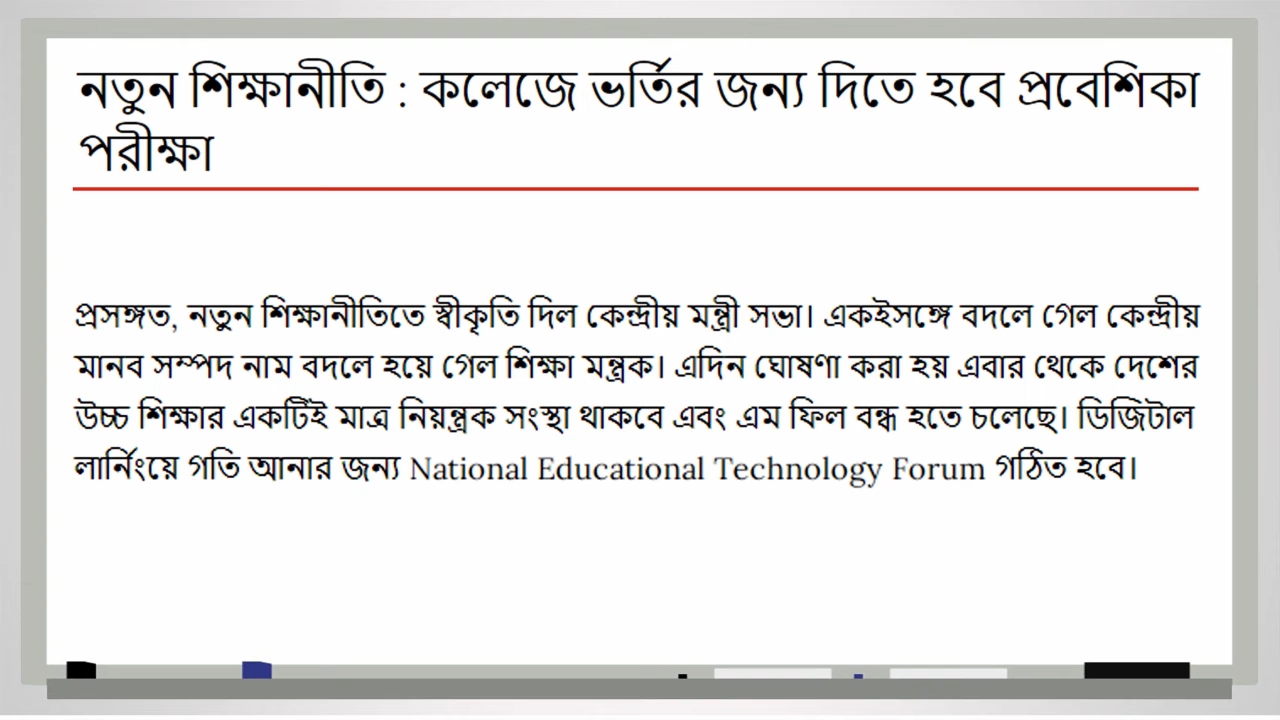 নতুন শিক্ষানীতি : কলেজে ভর্তির জন্য দিতে হবে প্রবেশিকা
পরীক্ষা
প্রসঙ্গত, নতুন শিক্ষানীতিতে স্বীকৃতি দিল কেন্দ্রীয় মন্ত্রী সভা। একইসঙ্গে বদলে গেল কেন্দ্রীয়
মানব সম্পদ নাম বদলে হয়ে গেল শিক্ষা মন্ত্রক। এদিন ঘোষণা করা হয় এবার থেকে দেশের
উচ্চ শিক্ষার একটিই মাত্র নিয়ন্ত্রক সংস্থা থাকবে এবং এম ফিল বন্ধ হতে চলেছে। ডিজিটাল
লার্নিংয়ে গতি আনার জন্য National Educational Technology Forum গঠিত হবে।